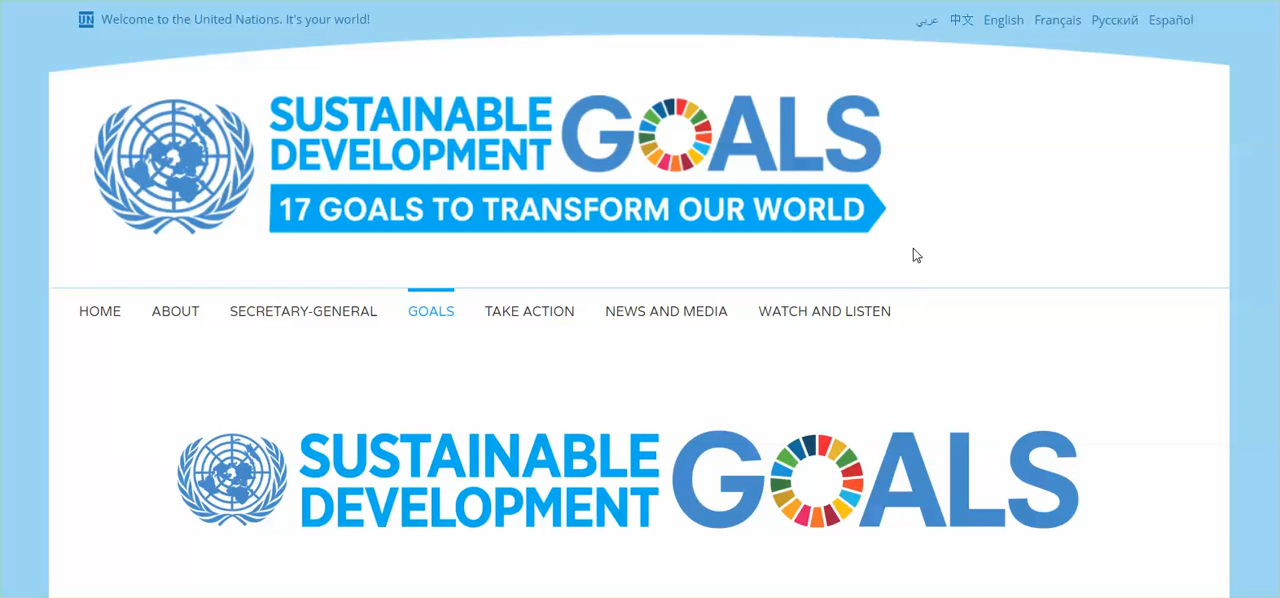 UN Welcome to the United Nations. It's your world!
عربي 中文 English Français Русский Español
SUSTAINABLE
DEVELOPMENT GOALS
17 GOALS TO TRANSFORM OUR WORLD
HOME ABOUT SECRETARY-GENERAL GOALS TAKE ACTION NEWS AND MEDIA WATCH AND LISTEN
SUSTAINABLE
DEVELOPMENT GOALS